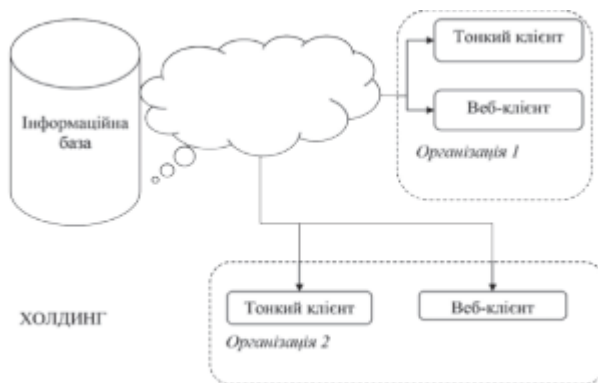 Інформаційна
база
Тонкий клієнт
Веб-клієнт
Організація 1
ХОЛДИНГ
Тонкий клієнт
Веб-клієнт
Організація 2